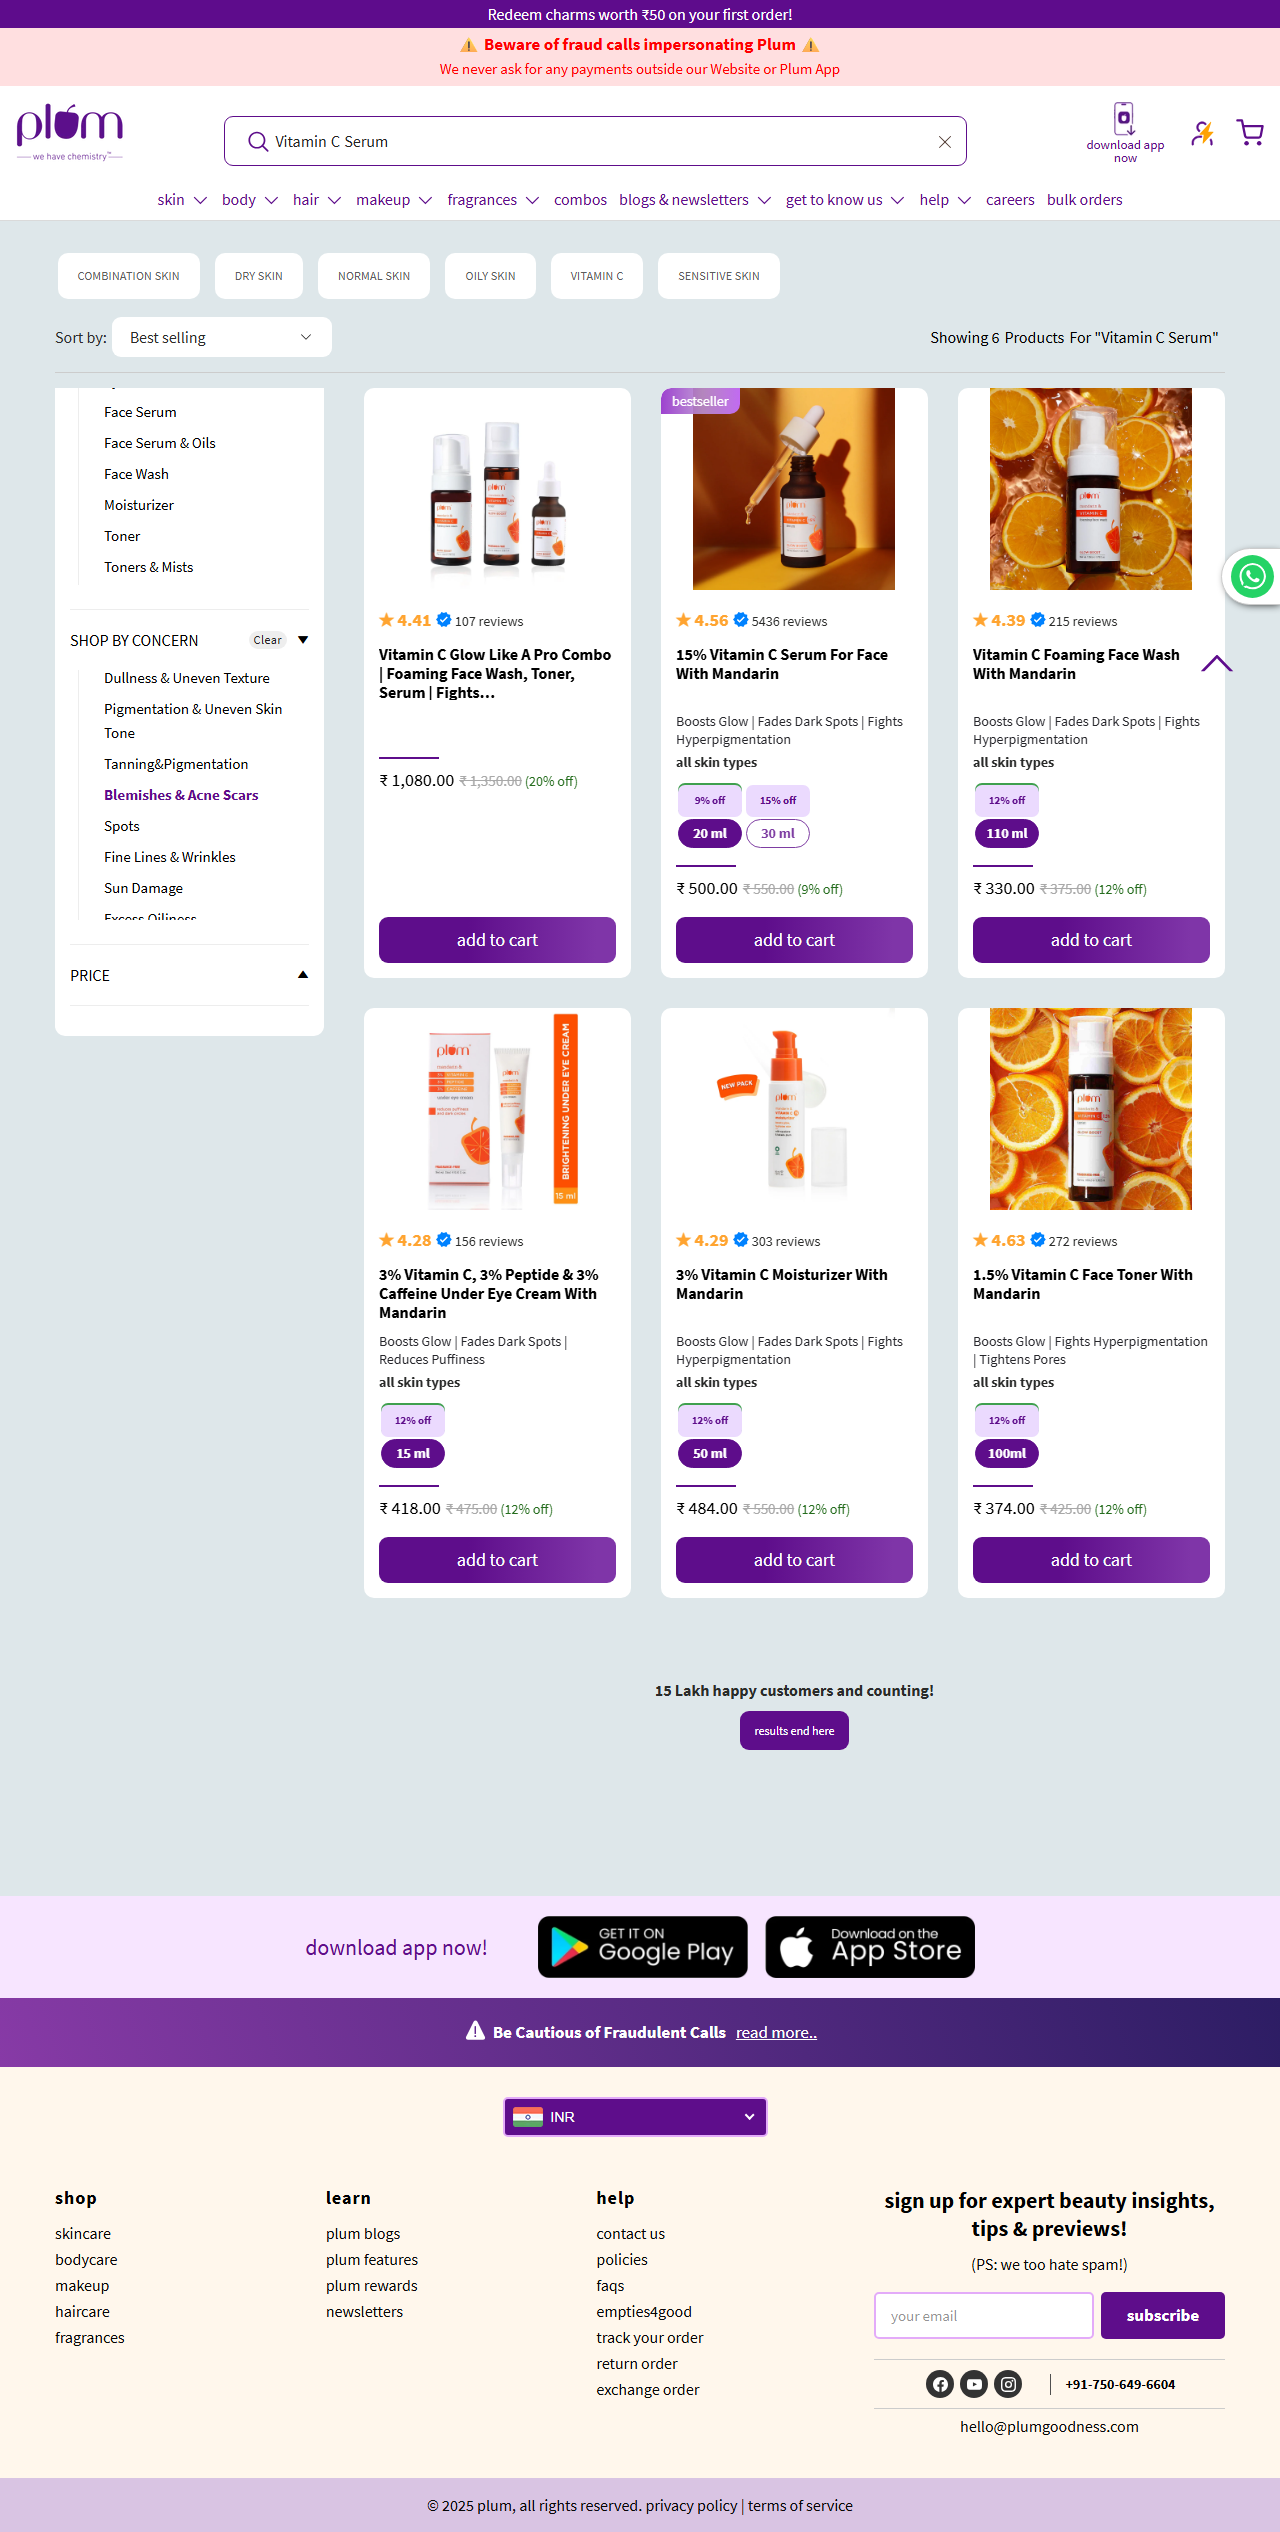 Redeem charms worth ₹50 on your first order!
⚠ Beware of fraud calls impersonating Plum ⚠
We never ask for any payments outside our Website or Plum App
plum
we have chemistry™
Vitamin C Serum
download app
now
skin body hair makeup fragrances combos blogs & newsletters get to know us help careers bulk orders
COMBINATION SKIN DRY SKIN NORMAL SKIN OILY SKIN VITAMIN C SENSITIVE SKIN
Sort by: Best selling
Showing 6 Products For "Vitamin C Serum"
Face Serum
Face Serum & Oils
Face Wash
Moisturizer
Toner
Toners & Mists
SHOP BY CONCERN Clear
Dullness & Uneven Texture
Pigmentation & Uneven Skin
Tone
Tanning&Pigmentation
Blemishes & Acne Scars
Spots
Fine Lines & Wrinkles
Sun Damage
Excess Oiliness
PRICE
4.41 107 reviews
Vitamin C Glow Like A Pro Combo
| Foaming Face Wash, Toner,
Serum | Fights...
₹ 1,080.00 ₹ 1,350.00 (20% off)
add to cart
bestseller
plum
4.56 5436 reviews
15% Vitamin C Serum For Face
With Mandarin
Boosts Glow | Fades Dark Spots | Fights
Hyperpigmentation
all skin types
9% off 15% off
20 ml 30 ml
₹ 500.00 ₹ 550.00 (9% off)
add to cart
plum
4.39 215 reviews
Vitamin C Foaming Face Wash
With Mandarin
Boosts Glow | Fades Dark Spots | Fights
Hyperpigmentation
all skin types
12% off
110 ml
₹ 330.00 ₹ 375.00 (12% off)
add to cart
plum
under eye cream
BRIGHTENING UNDER EYE CREAM
15 ml
4.28 156 reviews
3% Vitamin C, 3% Peptide & 3%
Caffeine Under Eye Cream With
Mandarin
Boosts Glow | Fades Dark Spots |
Reduces Puffiness
all skin types
12% off
15 ml
₹ 418.00 ₹ 475.00 (12% off)
add to cart
NEW PACK
plum
4.29 303 reviews
3% Vitamin C Moisturizer With
Mandarin
Boosts Glow | Fades Dark Spots | Fights
Hyperpigmentation
all skin types
12% off
50 ml
₹ 484.00 ₹ 550.00 (12% off)
add to cart
plum
4.63 272 reviews
1.5% Vitamin C Face Toner With
Mandarin
Boosts Glow | Fights Hyperpigmentation
| Tightens Pores
all skin types
12% off
100ml
₹ 374.00 ₹ 425.00 (12% off)
add to cart
15 Lakh happy customers and counting!
results end here
download app now!
GET IT ON
Google Play
Download on the
App Store
Be Cautious of Fraudulent Calls read more..
INR
shop
skincare
bodycare
makeup
haircare
fragrances
learn
plum blogs
plum features
plum rewards
newsletters
help
contact us
policies
faqs
empties4good
track your order
return order
exchange order
sign up for expert beauty insights,
tips & previews!
(PS: we too hate spam!)
your email subscribe
+91-750-649-6604
hello@plumgoodness.com
© 2025 plum, all rights reserved. privacy policy | terms of service